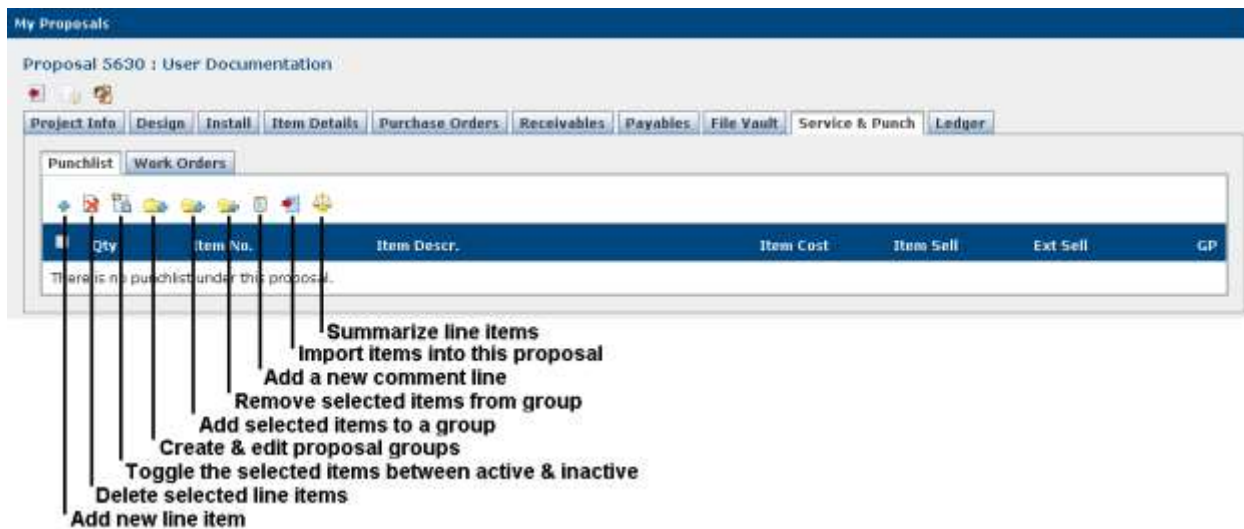 My Proposals
Proposal 5630 : User Documentation
Project Info Design Install Item Details Purchase Orders Receivables Payables File Vault Service & Punch Ledger
Punchlist Work Orders
Qty Item No. Item Descr. Item Cost Item Sell Ext Sell GP
There is no punchlist under this proposal.
Summarize line items
Import items into this proposal
Add a new comment line
Remove selected items from group
Add selected items to a group
Create & edit proposal groups
Toggle the selected items between active & inactive
Delete selected line items
Add new line item